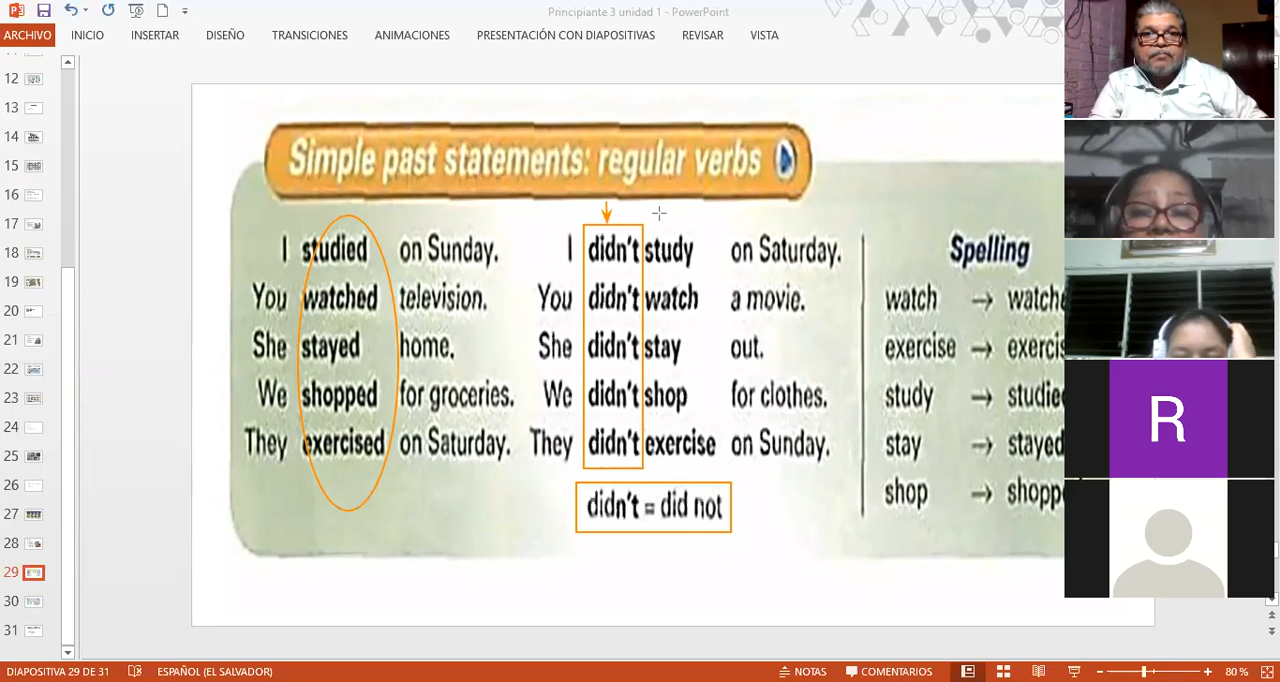 Principiante 3 unidad 1 - PowerPoint
ARCHIVO INICIO INSERTAR DISEÑO TRANSICIONES ANIMACIONES PRESENTACIÓN CON DIAPOSITIVAS REVISAR VISTA
12
13
14
15
16
17
18
19
20
21
22
23
24
25
26
27
28
29
30
31
Simple past statements: regular verbs
I studied on Sunday. I didn't study on Saturday. Spelling
You watched television. You didn't watch a movie. watch → watche
She stayed home. She didn't stay out. exercise → exercis
We shopped for groceries. We didn't shop for clothes. study → studie
They exercised on Saturday. They didn't exercise on Sunday. stay → stayed
shop → shopp
didn't = did not
R
DIAPOSITIVA 29 DE 31 ESPAÑOL (EL SALVADOR) NOTAS COMENTARIOS 80 %